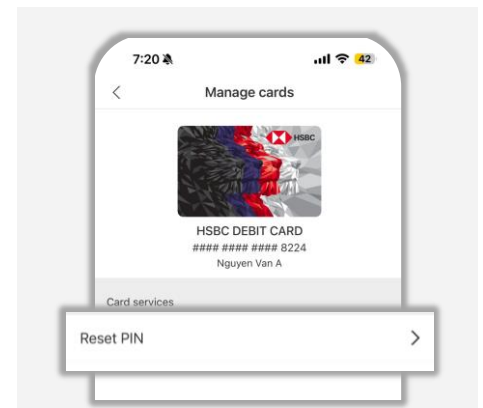 7:20
42
Manage cards
HSBC
HSBC DEBIT CARD
#### #### #### 8224
Nguyen Van A
Card services
Reset PIN